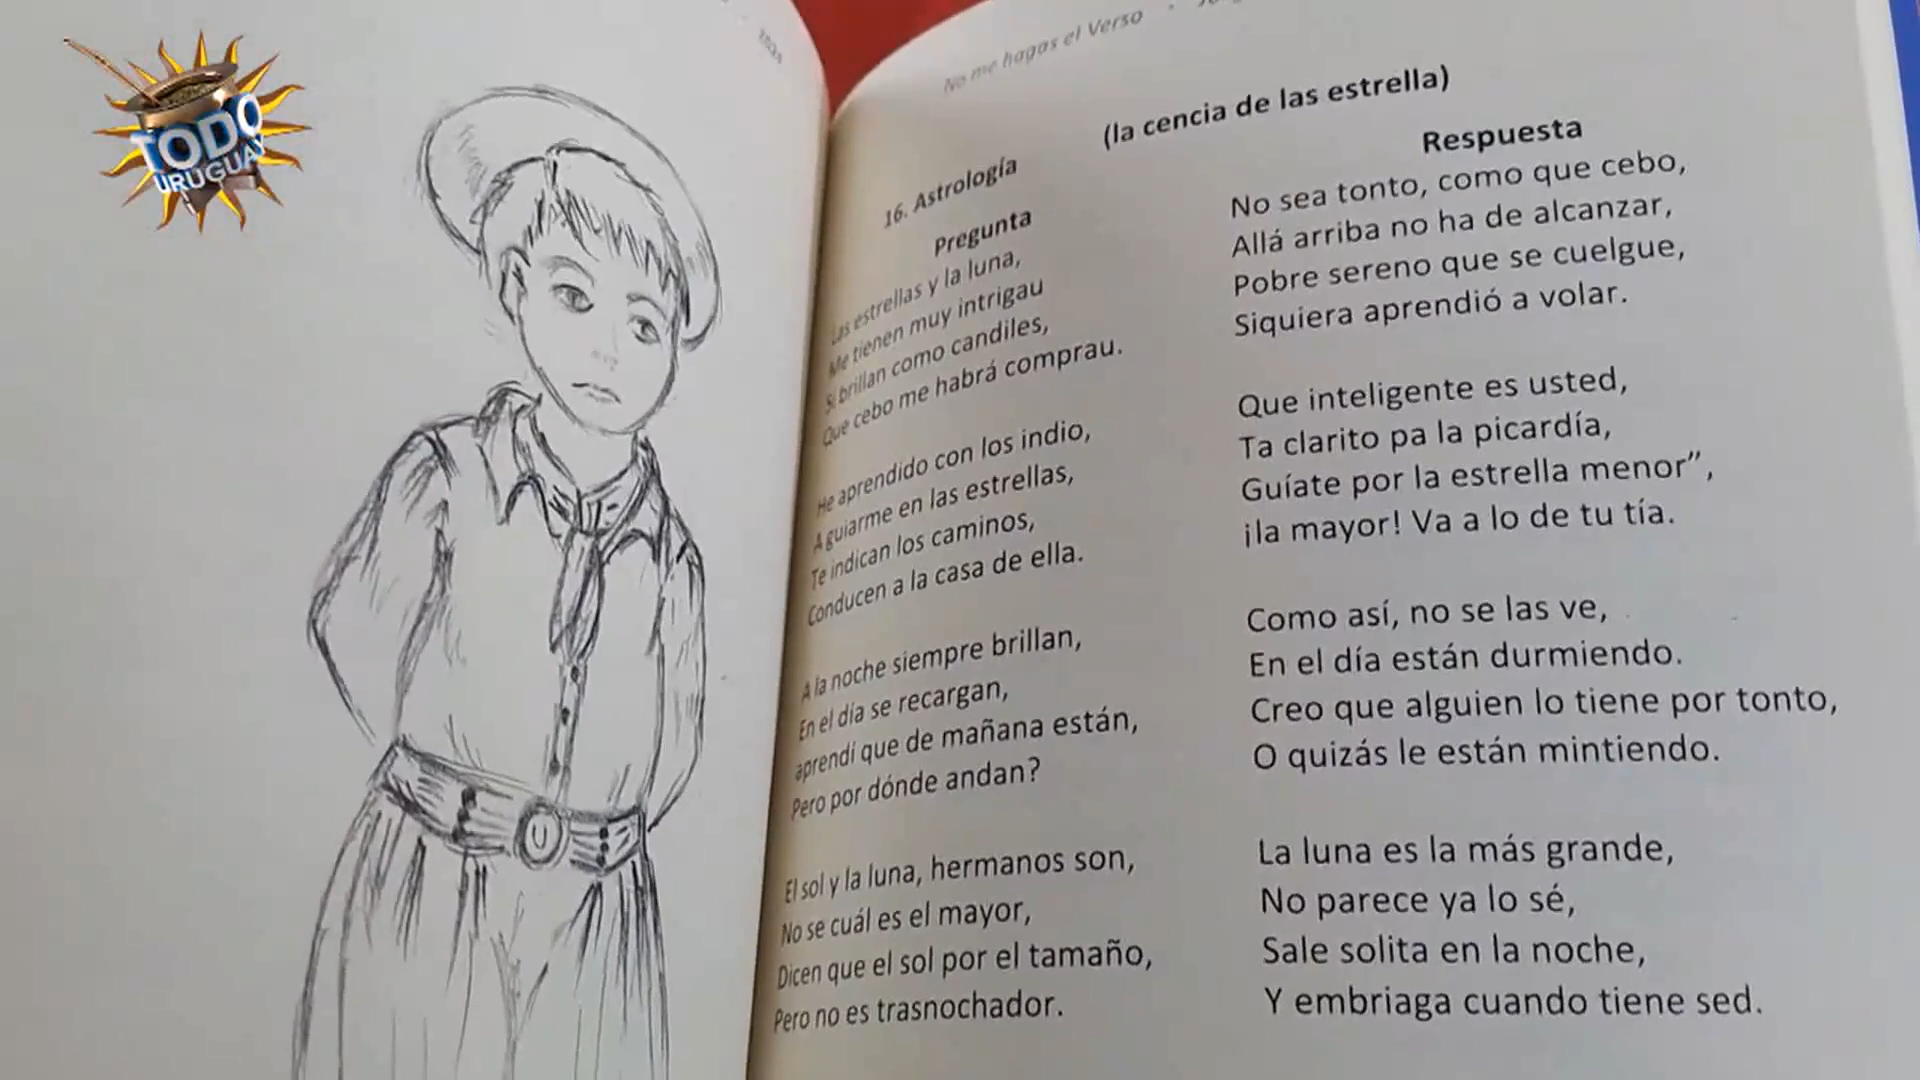 TODO
URUGUAY
2021
No me hagas el Verso
(la cencia de las estrella)
16. Astrología
Pregunta
Las estrellas y la luna,
Me tienen muy intrigau
Si brillan como candiles,
Que cebo me habrá comprau.
He aprendido con los indio,
A guiarme en las estrellas,
Te indican los caminos,
Conducen a la casa de ella.
A la noche siempre brillan,
En el día se recargan,
aprendí que de mañana están,
Pero por dónde andan?
El sol y la luna, hermanos son,
No se cuál es el mayor,
Dicen que el sol por el tamaño,
Pero no es trasnochador.
Respuesta
No sea tonto, como que cebo,
Allá arriba no ha de alcanzar,
Pobre sereno que se cuelgue,
Siquiera aprendió a volar.
Que inteligente es usted,
Ta clarito pa la picardía,
Guíate por la estrella menor”,
¡la mayor! Va a lo de tu tía.
Como así, no se las ve,
En el día están durmiendo.
Creo que alguien lo tiene por tonto,
O quizás le están mintiendo.
La luna es la más grande,
No parece ya lo sé,
Sale solita en la noche,
Y embriaga cuando tiene sed.